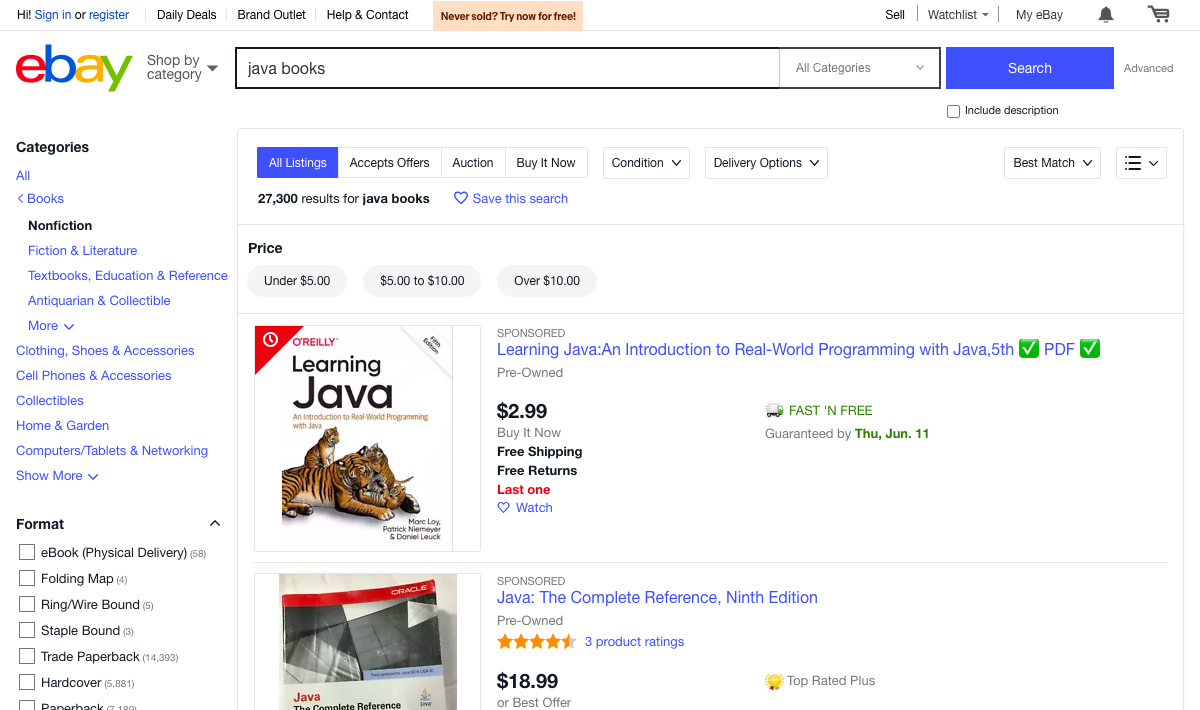 Hi! Sign in or register
Daily Deals
Brand Outlet
Help & Contact
Never sold? Try now for free!
Sell
Watchlist
My eBay
ebay
Shop by
category
java books
All Categories
Search
Advanced
Include description
Categories
All
Books
Nonfiction
Fiction & Literature
Textbooks, Education & Reference
Antiquarian & Collectible
More
Clothing, Shoes & Accessories
Cell Phones & Accessories
Collectibles
Home & Garden
Computers/Tablets & Networking
Show More
Format
eBook (Physical Delivery) (58)
Folding Map (4)
Ring/Wire Bound (5)
Staple Bound (3)
Trade Paperback (14,393)
Hardcover (5,881)
Paperback (7,189)
All Listings
Accepts Offers
Auction
Buy It Now
Condition
Delivery Options
Best Match
27,300 results for java books
Save this search
Price
Under $5.00
$5.00 to $10.00
Over $10.00
O'REILLY
Fifth
Edition
Learning
Java
An Introduction to Real-World Programming
with Java
Marc Loy,
Patrick Niemeyer
& Daniel Leuck
SPONSORED
Learning Java:An Introduction to Real-World Programming with Java,5th ✅ PDF ✅
Pre-Owned
$2.99
Buy It Now
Free Shipping
Free Returns
Last one
Watch
FAST 'N FREE
Guaranteed by Thu, Jun. 11
ORACLE
Java
The Complete Reference
SPONSORED
Java: The Complete Reference, Ninth Edition
Pre-Owned
3 product ratings
$18.99
or Best Offer
Top Rated Plus